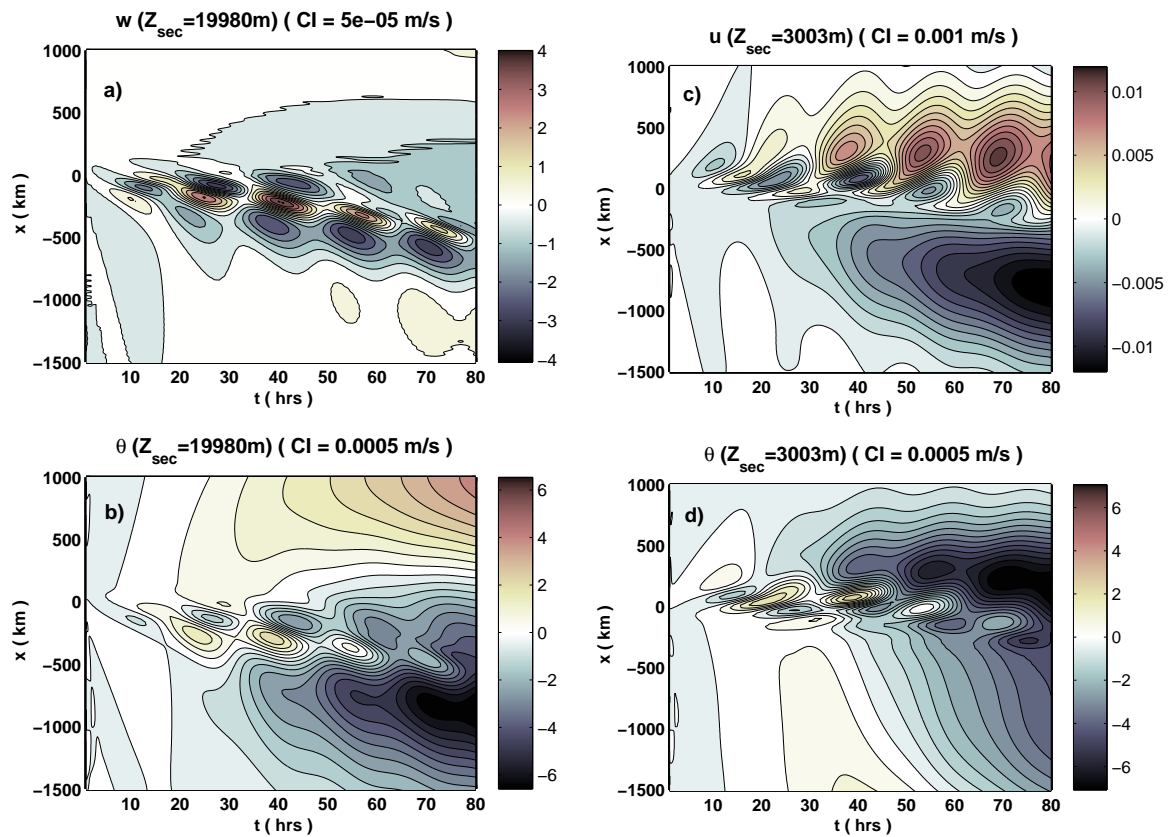 w (Z_sec=19980m) ( CI = 5e−05 m/s )
a)
1000
500
0
−500
−1000
−1500
x ( km )
10 20 30 40 50 60 70 80
t ( hrs )
4
3
2
1
0
−1
−2
−3
−4
u (Z_sec=3003m) ( CI = 0.001 m/s )
c)
1000
500
0
−500
−1000
−1500
x ( km )
10 20 30 40 50 60 70 80
t ( hrs )
0.01
0.005
0
−0.005
−0.01
θ (Z_sec=19980m) ( CI = 0.0005 m/s )
b)
1000
500
0
−500
−1000
−1500
x ( km )
10 20 30 40 50 60 70 80
t ( hrs )
6
4
2
0
−2
−4
−6
θ (Z_sec=3003m) ( CI = 0.0005 m/s )
d)
1000
500
0
−500
−1000
−1500
x ( km )
10 20 30 40 50 60 70 80
t ( hrs )
6
4
2
0
−2
−4
−6